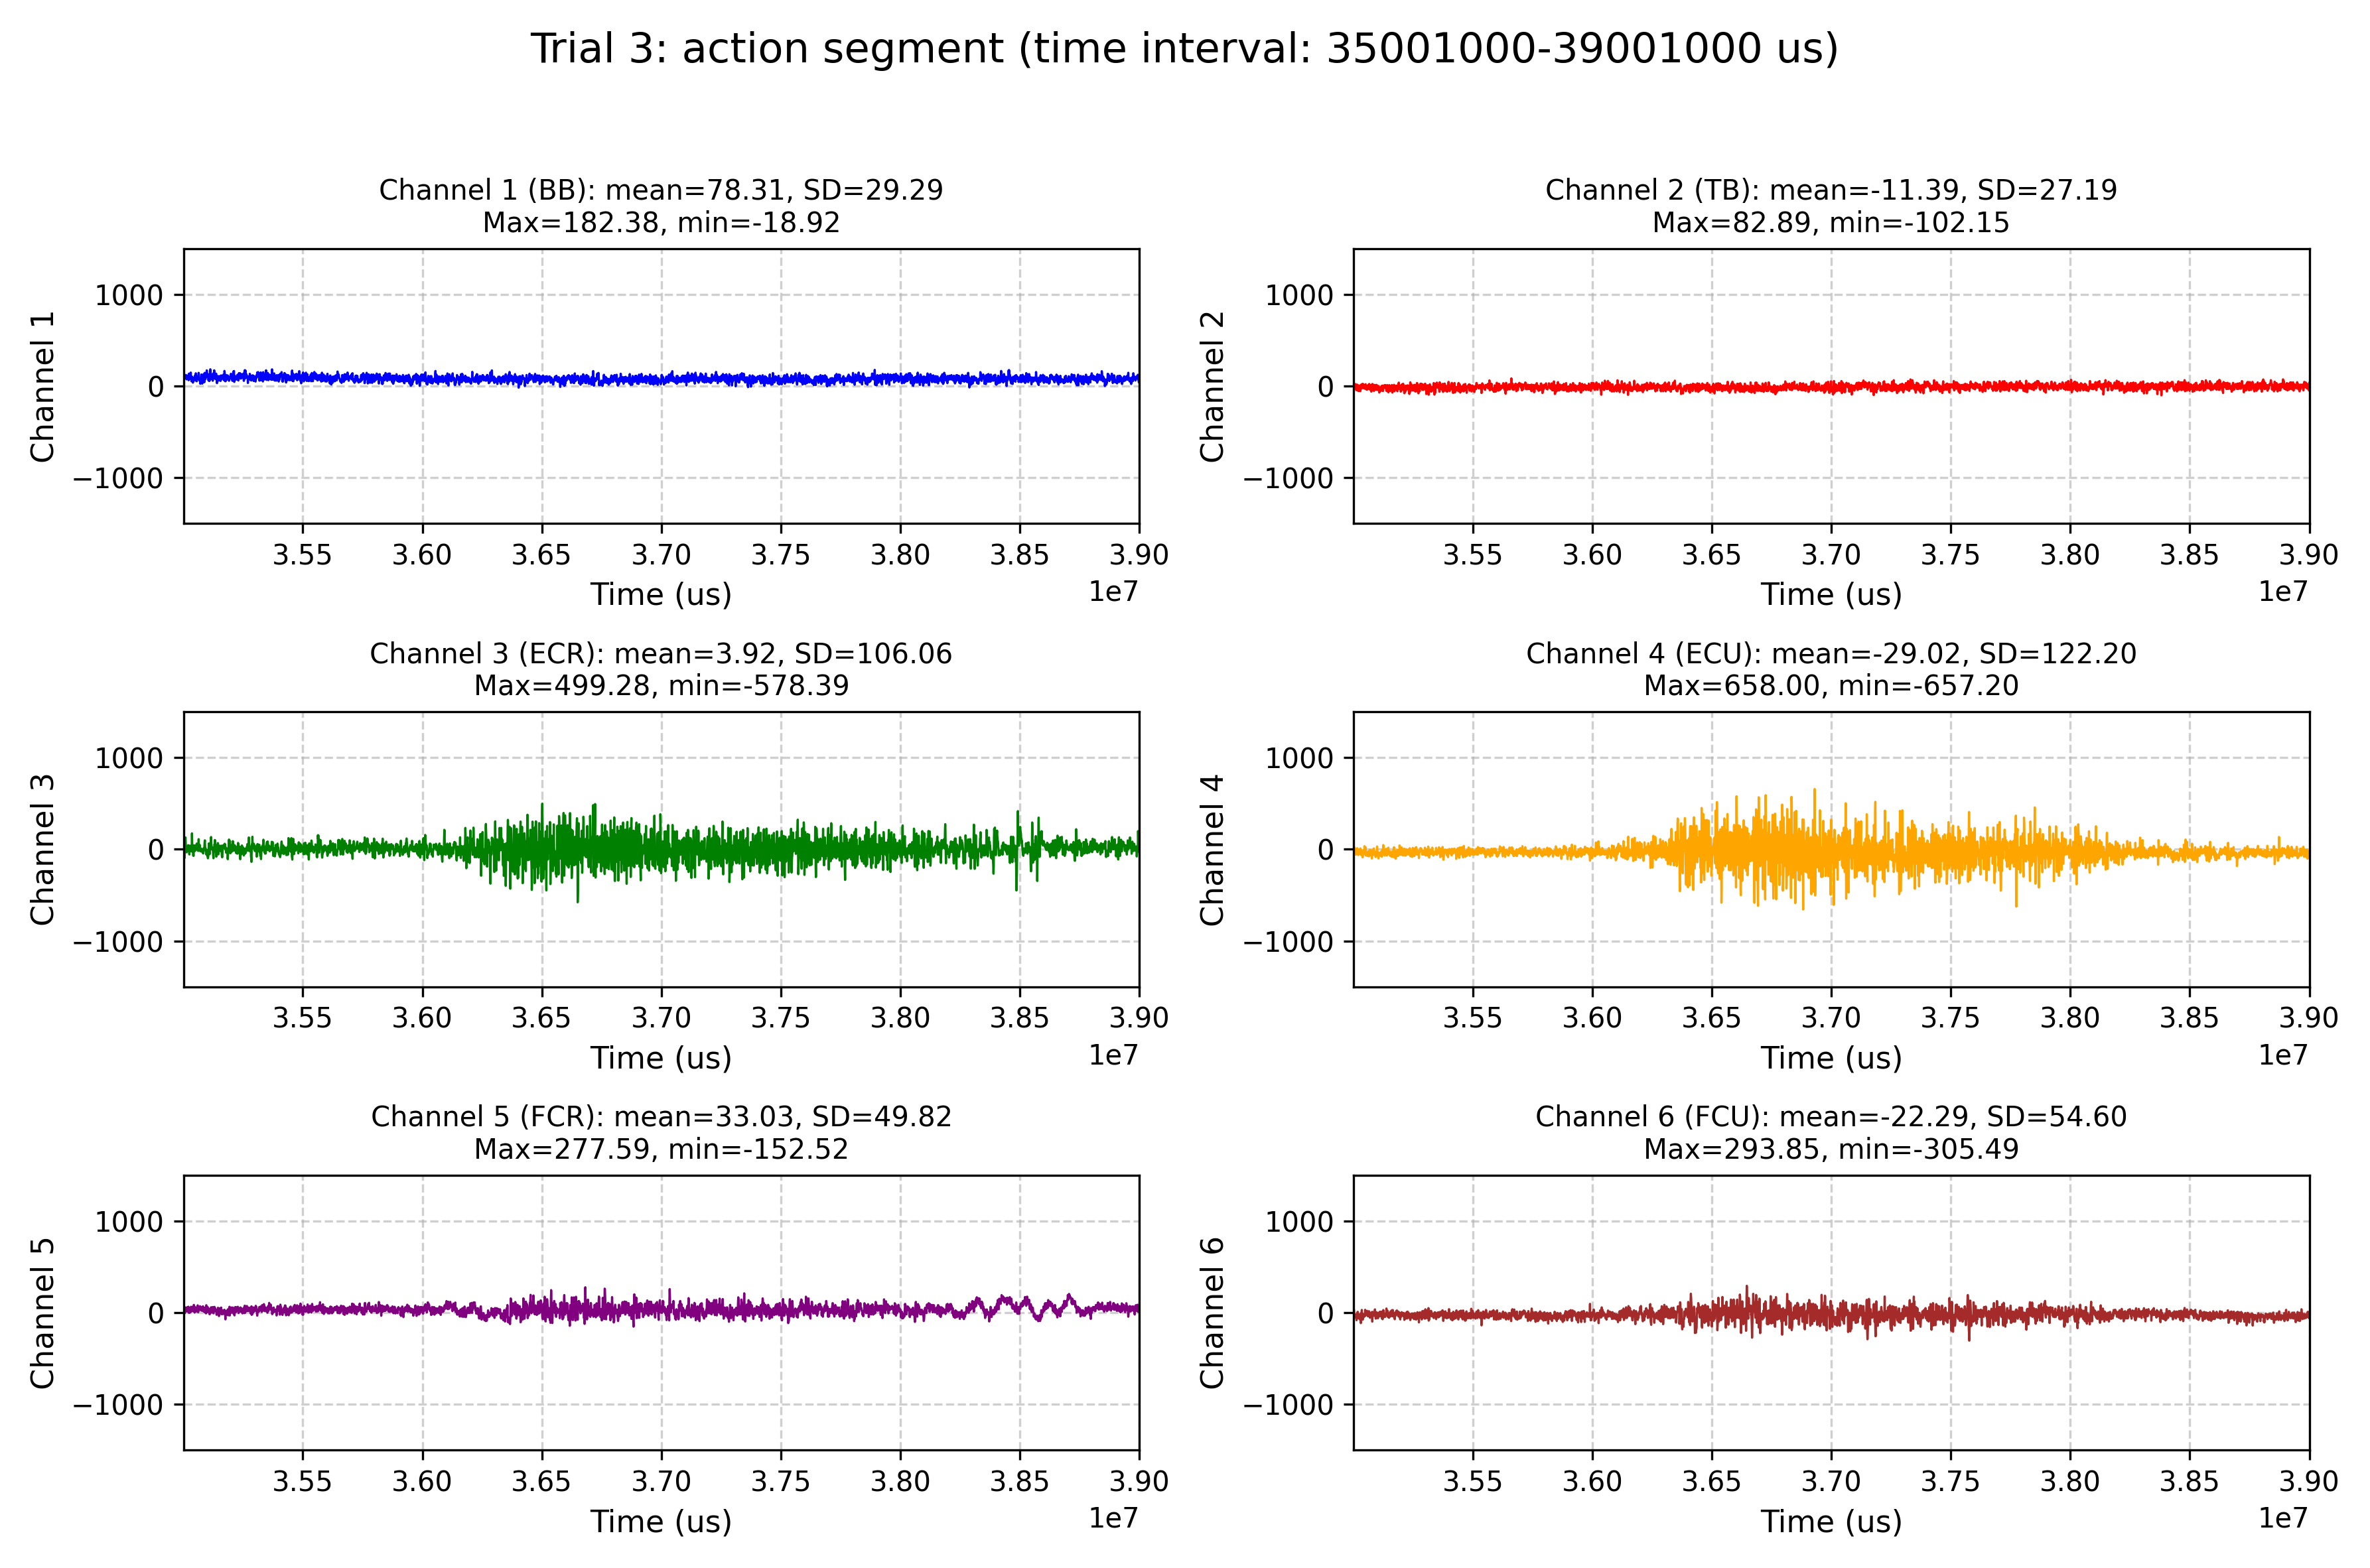 Trial 3: action segment (time interval: 35001000-39001000 us)
Channel 1 (BB): mean=78.31, SD=29.29
Max=182.38, min=-18.92
Channel 1
1000
0
−1000
3.55 3.60 3.65 3.70 3.75 3.80 3.85 3.90
Time (us)
1e7
Channel 2 (TB): mean=-11.39, SD=27.19
Max=82.89, min=-102.15
Channel 2
1000
0
−1000
3.55 3.60 3.65 3.70 3.75 3.80 3.85 3.90
Time (us)
1e7
Channel 3 (ECR): mean=3.92, SD=106.06
Max=499.28, min=-578.39
Channel 3
1000
0
−1000
3.55 3.60 3.65 3.70 3.75 3.80 3.85 3.90
Time (us)
1e7
Channel 4 (ECU): mean=-29.02, SD=122.20
Max=658.00, min=-657.20
Channel 4
1000
0
−1000
3.55 3.60 3.65 3.70 3.75 3.80 3.85 3.90
Time (us)
1e7
Channel 5 (FCR): mean=33.03, SD=49.82
Max=277.59, min=-152.52
Channel 5
1000
0
−1000
3.55 3.60 3.65 3.70 3.75 3.80 3.85 3.90
Time (us)
1e7
Channel 6 (FCU): mean=-22.29, SD=54.60
Max=293.85, min=-305.49
Channel 6
1000
0
−1000
3.55 3.60 3.65 3.70 3.75 3.80 3.85 3.90
Time (us)
1e7